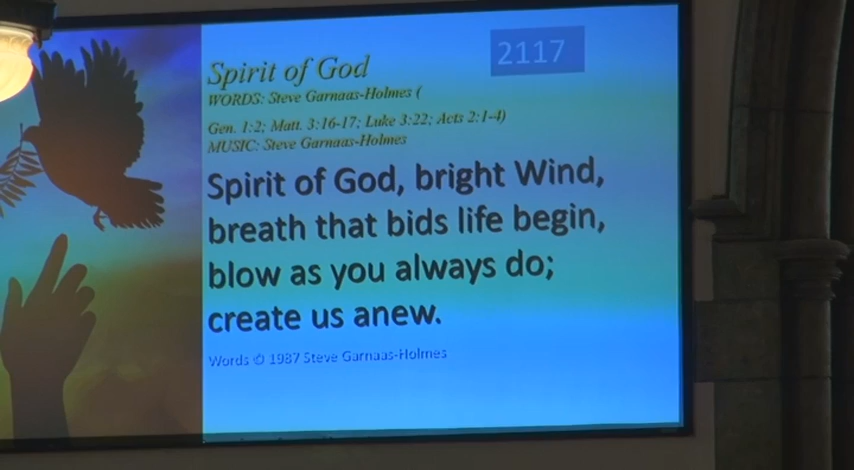 2117
Spirit of God
WORDS: Steve Garnaas-Holmes (
Gen. 1:2; Matt. 3:16-17; Luke 3:22; Acts 2:1-4)
MUSIC: Steve Garnaas-Holmes
Spirit of God, bright Wind,
breath that bids life begin,
blow as you always do;
create us anew.
Words © 1987 Steve Garnaas-Holmes